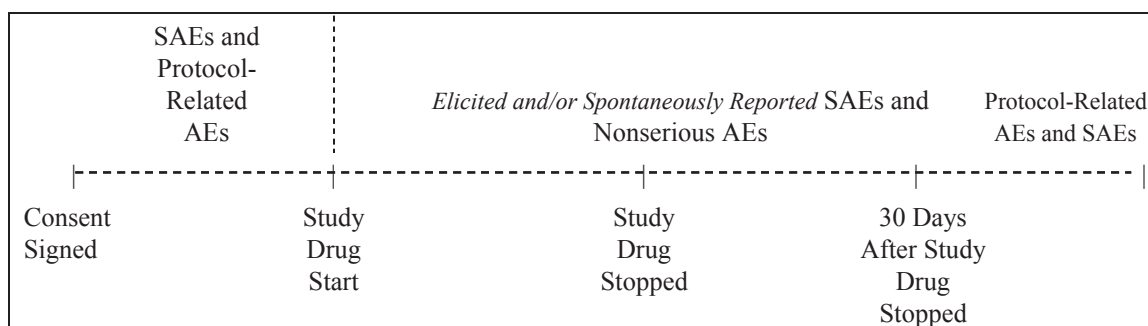 SAEs and
Protocol-
Related
AEs
Elicited and/or Spontaneously Reported SAEs and
Nonserious AEs
Protocol-Related
AEs and SAEs
Consent
Signed
Study
Drug
Start
Study
Drug
Stopped
30 Days
After Study
Drug
Stopped